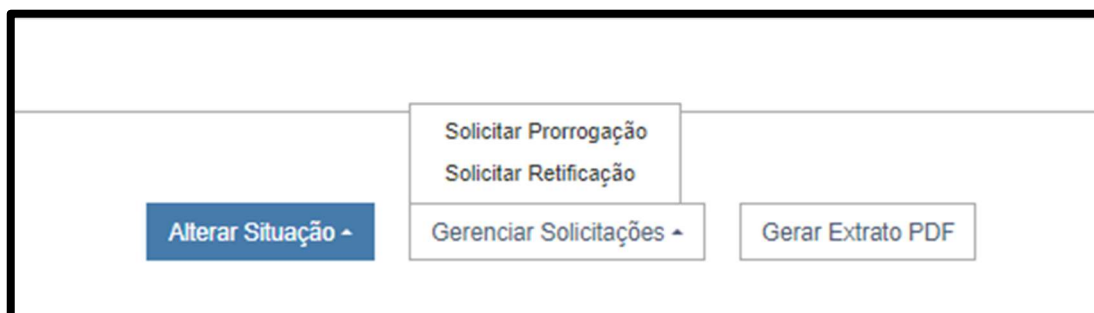 Solicitar Prorrogação
Solicitar Retificação
Alterar Situação
Gerenciar Solicitações
Gerar Extrato PDF